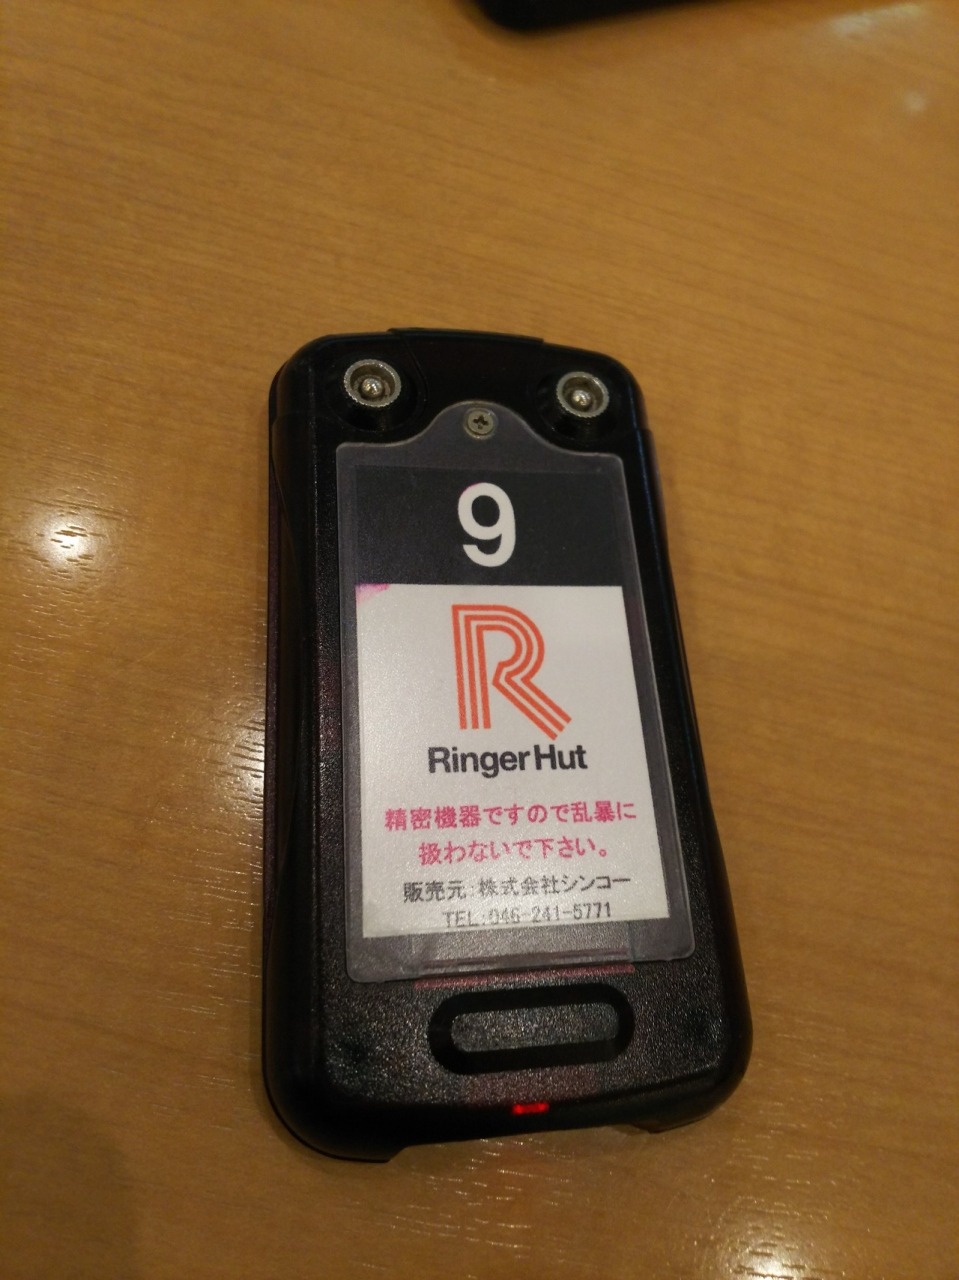 9
R
RingerHut
精密機器ですので乱暴に
扱わないで下さい。
販売元:株式会社シンコー
TEL:046-241-5771